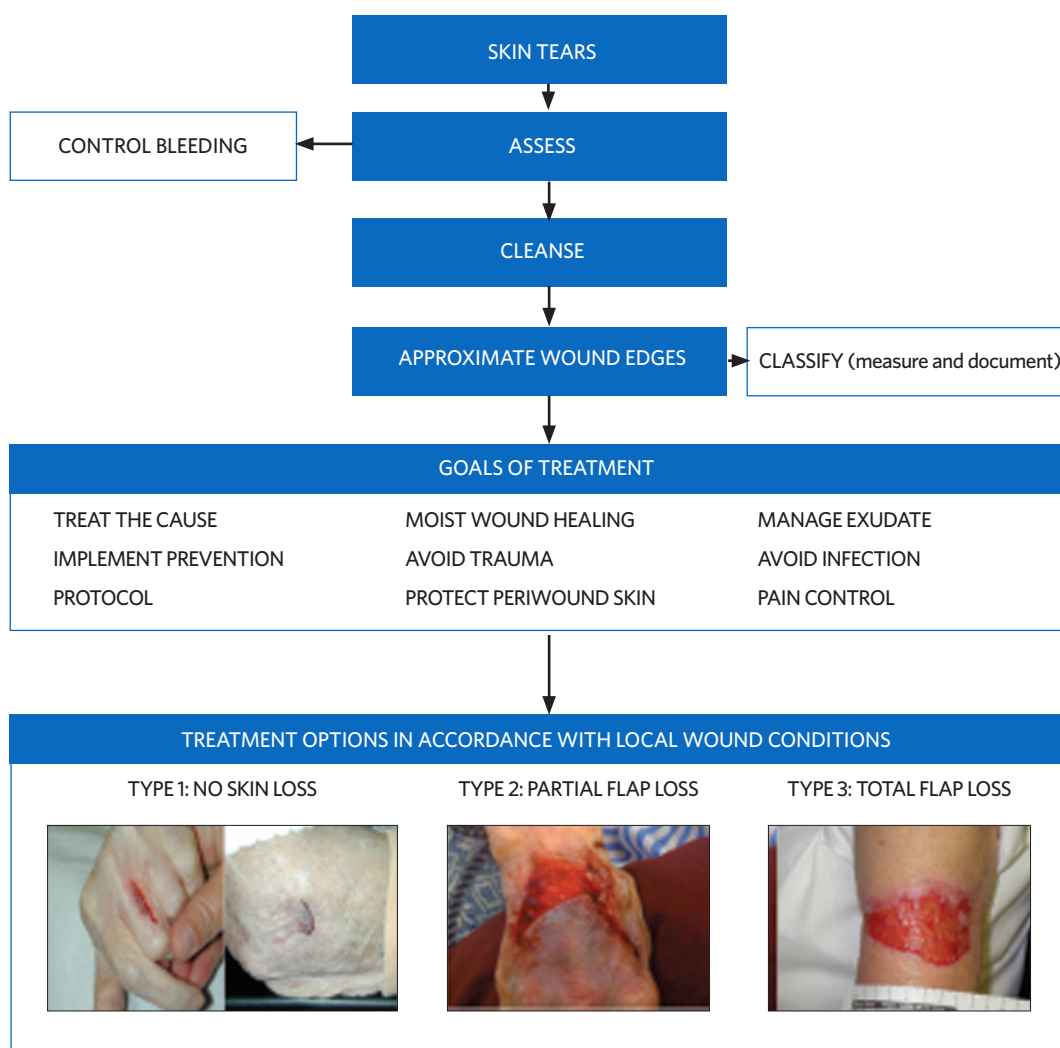 SKIN TEARS
CONTROL BLEEDING
ASSESS
CLEANSE
APPROXIMATE WOUND EDGES
CLASSIFY (measure and document)
GOALS OF TREATMENT
TREAT THE CAUSE
IMPLEMENT PREVENTION
PROTOCOL
MOIST WOUND HEALING
AVOID TRAUMA
PROTECT PERIWOUND SKIN
MANAGE EXUDATE
AVOID INFECTION
PAIN CONTROL
TREATMENT OPTIONS IN ACCORDANCE WITH LOCAL WOUND CONDITIONS
TYPE 1: NO SKIN LOSS
TYPE 2: PARTIAL FLAP LOSS
TYPE 3: TOTAL FLAP LOSS